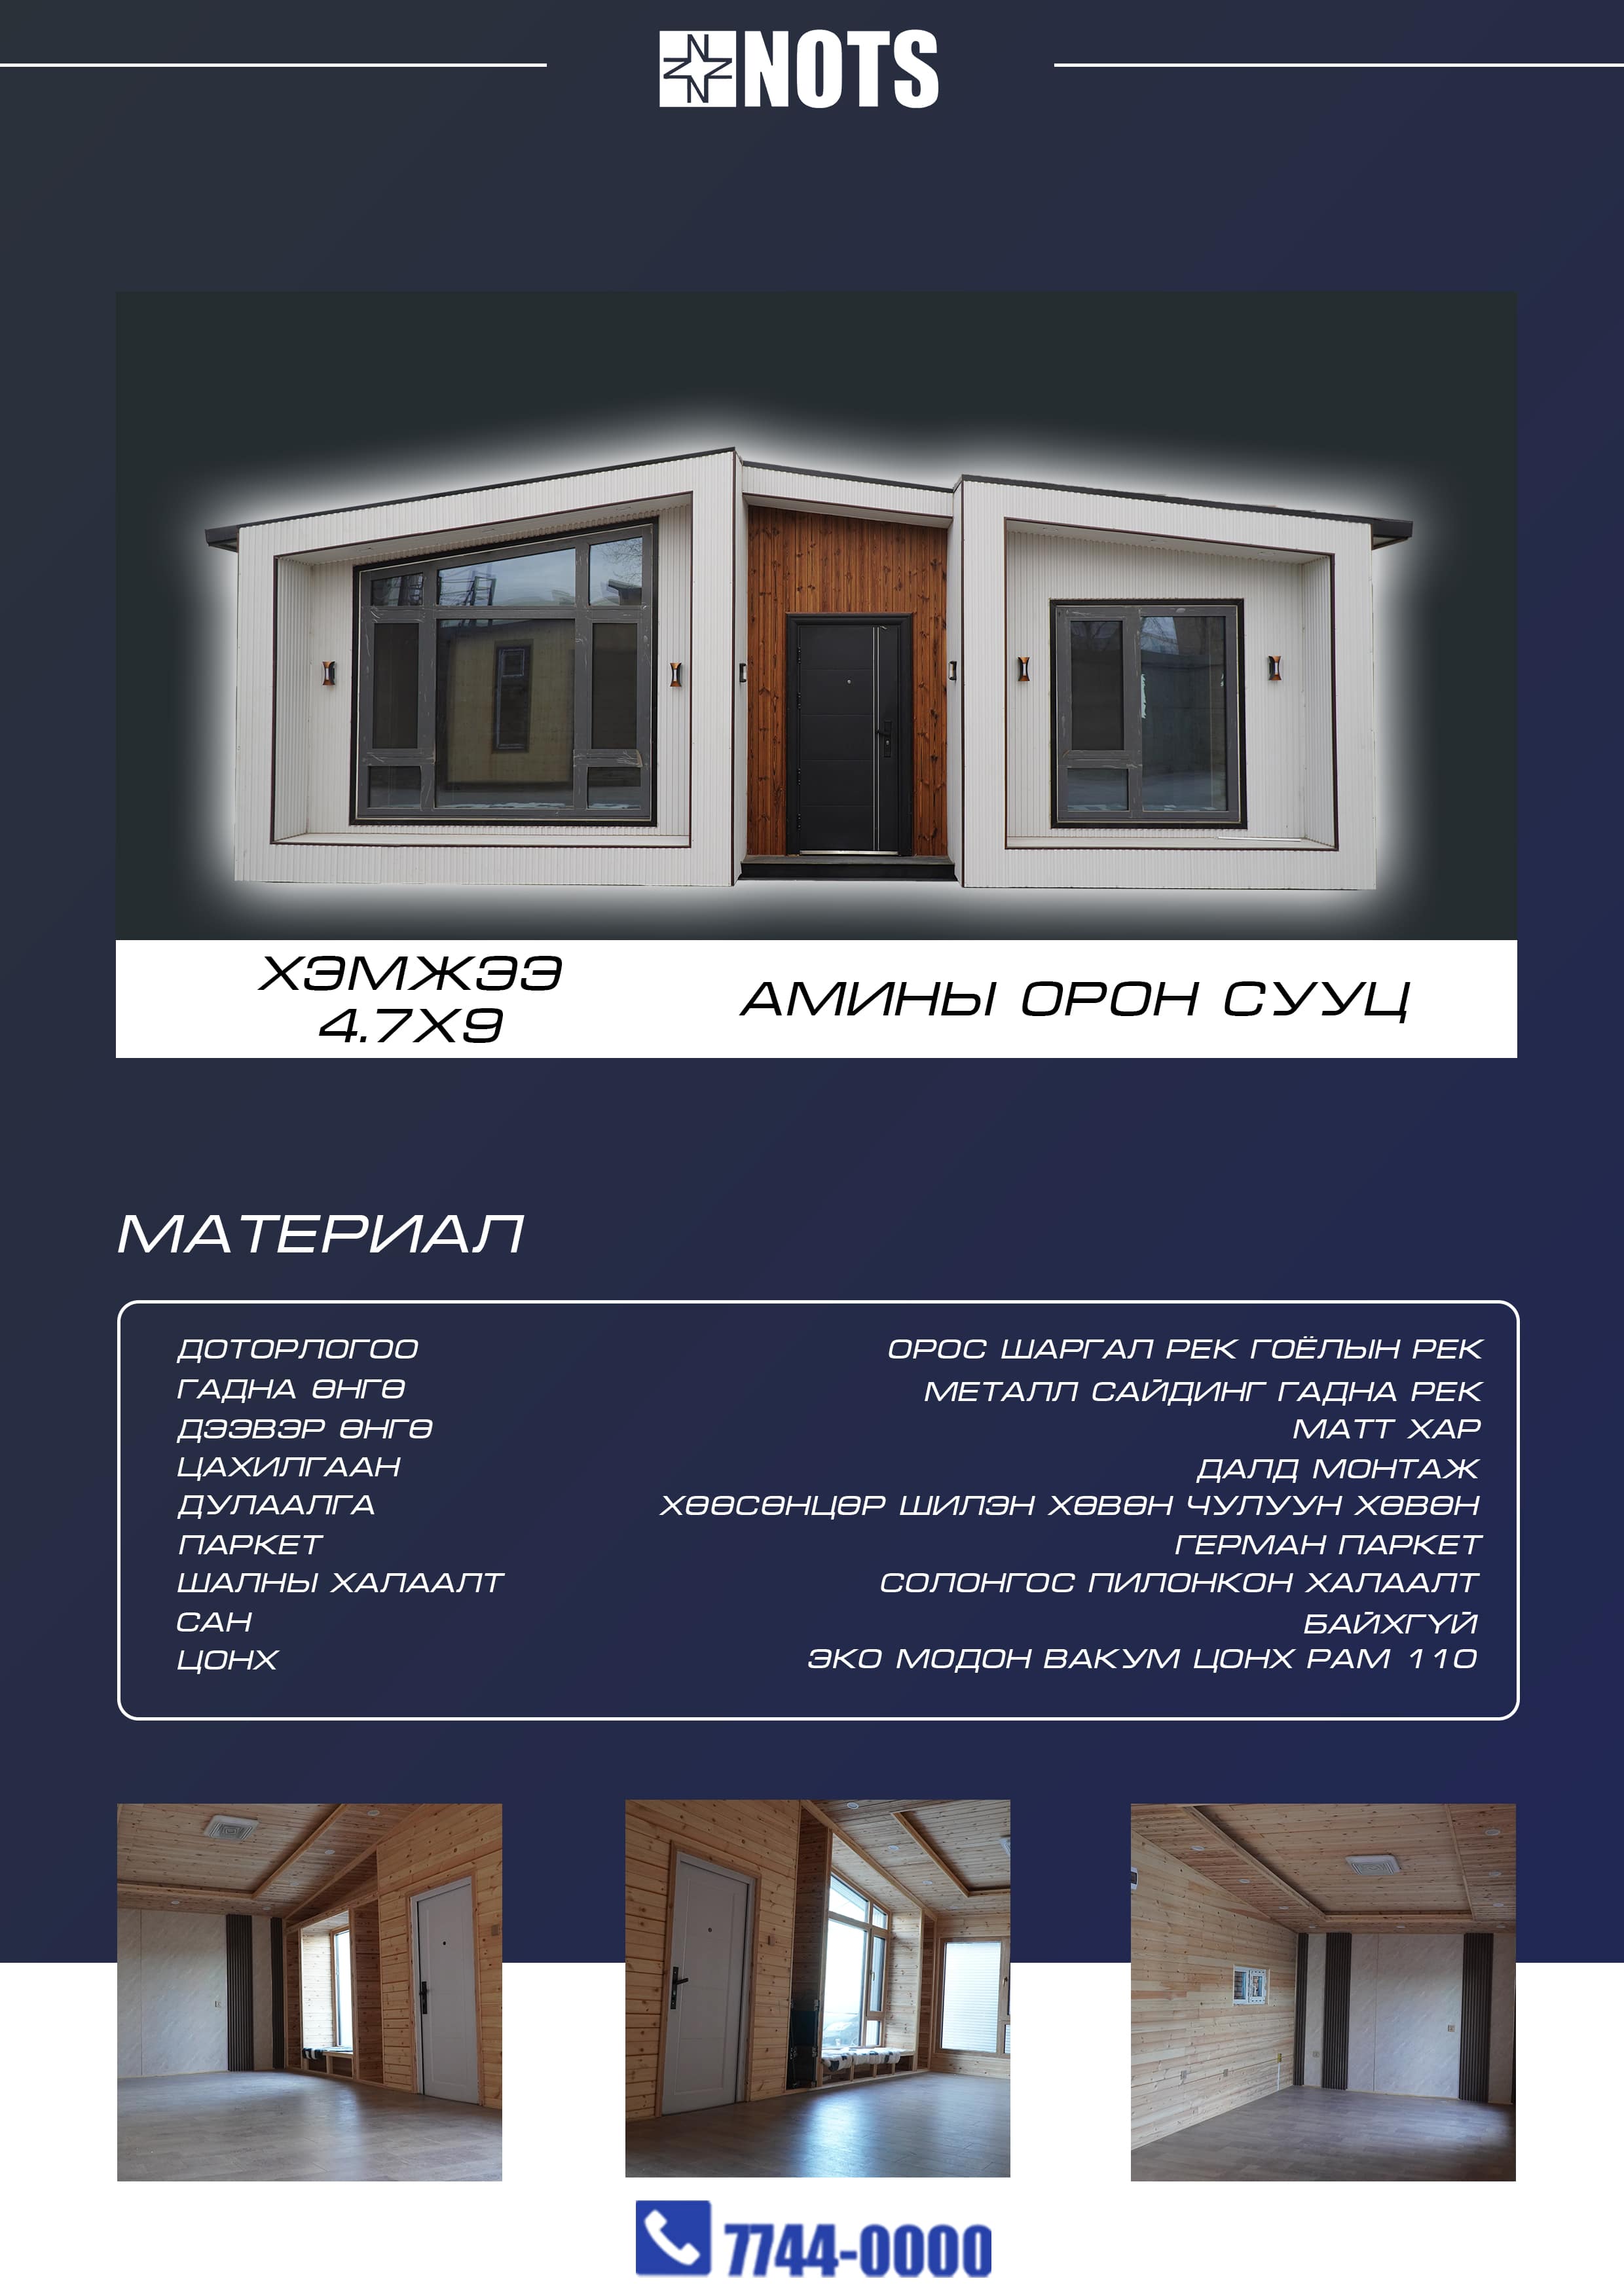 NOTS
ХЭМЖЭЭ
4.7X9
АМИНЫ ОРОН СУУЦ
МАТЕРИАЛ
ДОТОРЛОГОО ОРОС ШАРГАЛ РЕК ГОЁЛЫН РЕК
ГАДНА ӨНГӨ МЕТАЛЛ САЙДИНГ ГАДНА РЕК
ДЭЭВЭР ӨНГӨ МАТТ ХАР
ЦАХИЛГААН ДАЛД МОНТАЖ
ДУЛААЛГА ХӨӨСӨНЦӨР ШИЛЭН ХӨВӨН ЧУЛУУН ХӨВӨН
ПАРКЕТ ГЕРМАН ПАРКЕТ
ШАЛНЫ ХАЛААЛТ СОЛОНГОС ПИЛОНКОН ХАЛААЛТ
САН БАЙХГҮЙ
ЦОНХ ЭКО МОДОН ВАКУМ ЦОНХ РАМ 110
7744-0000